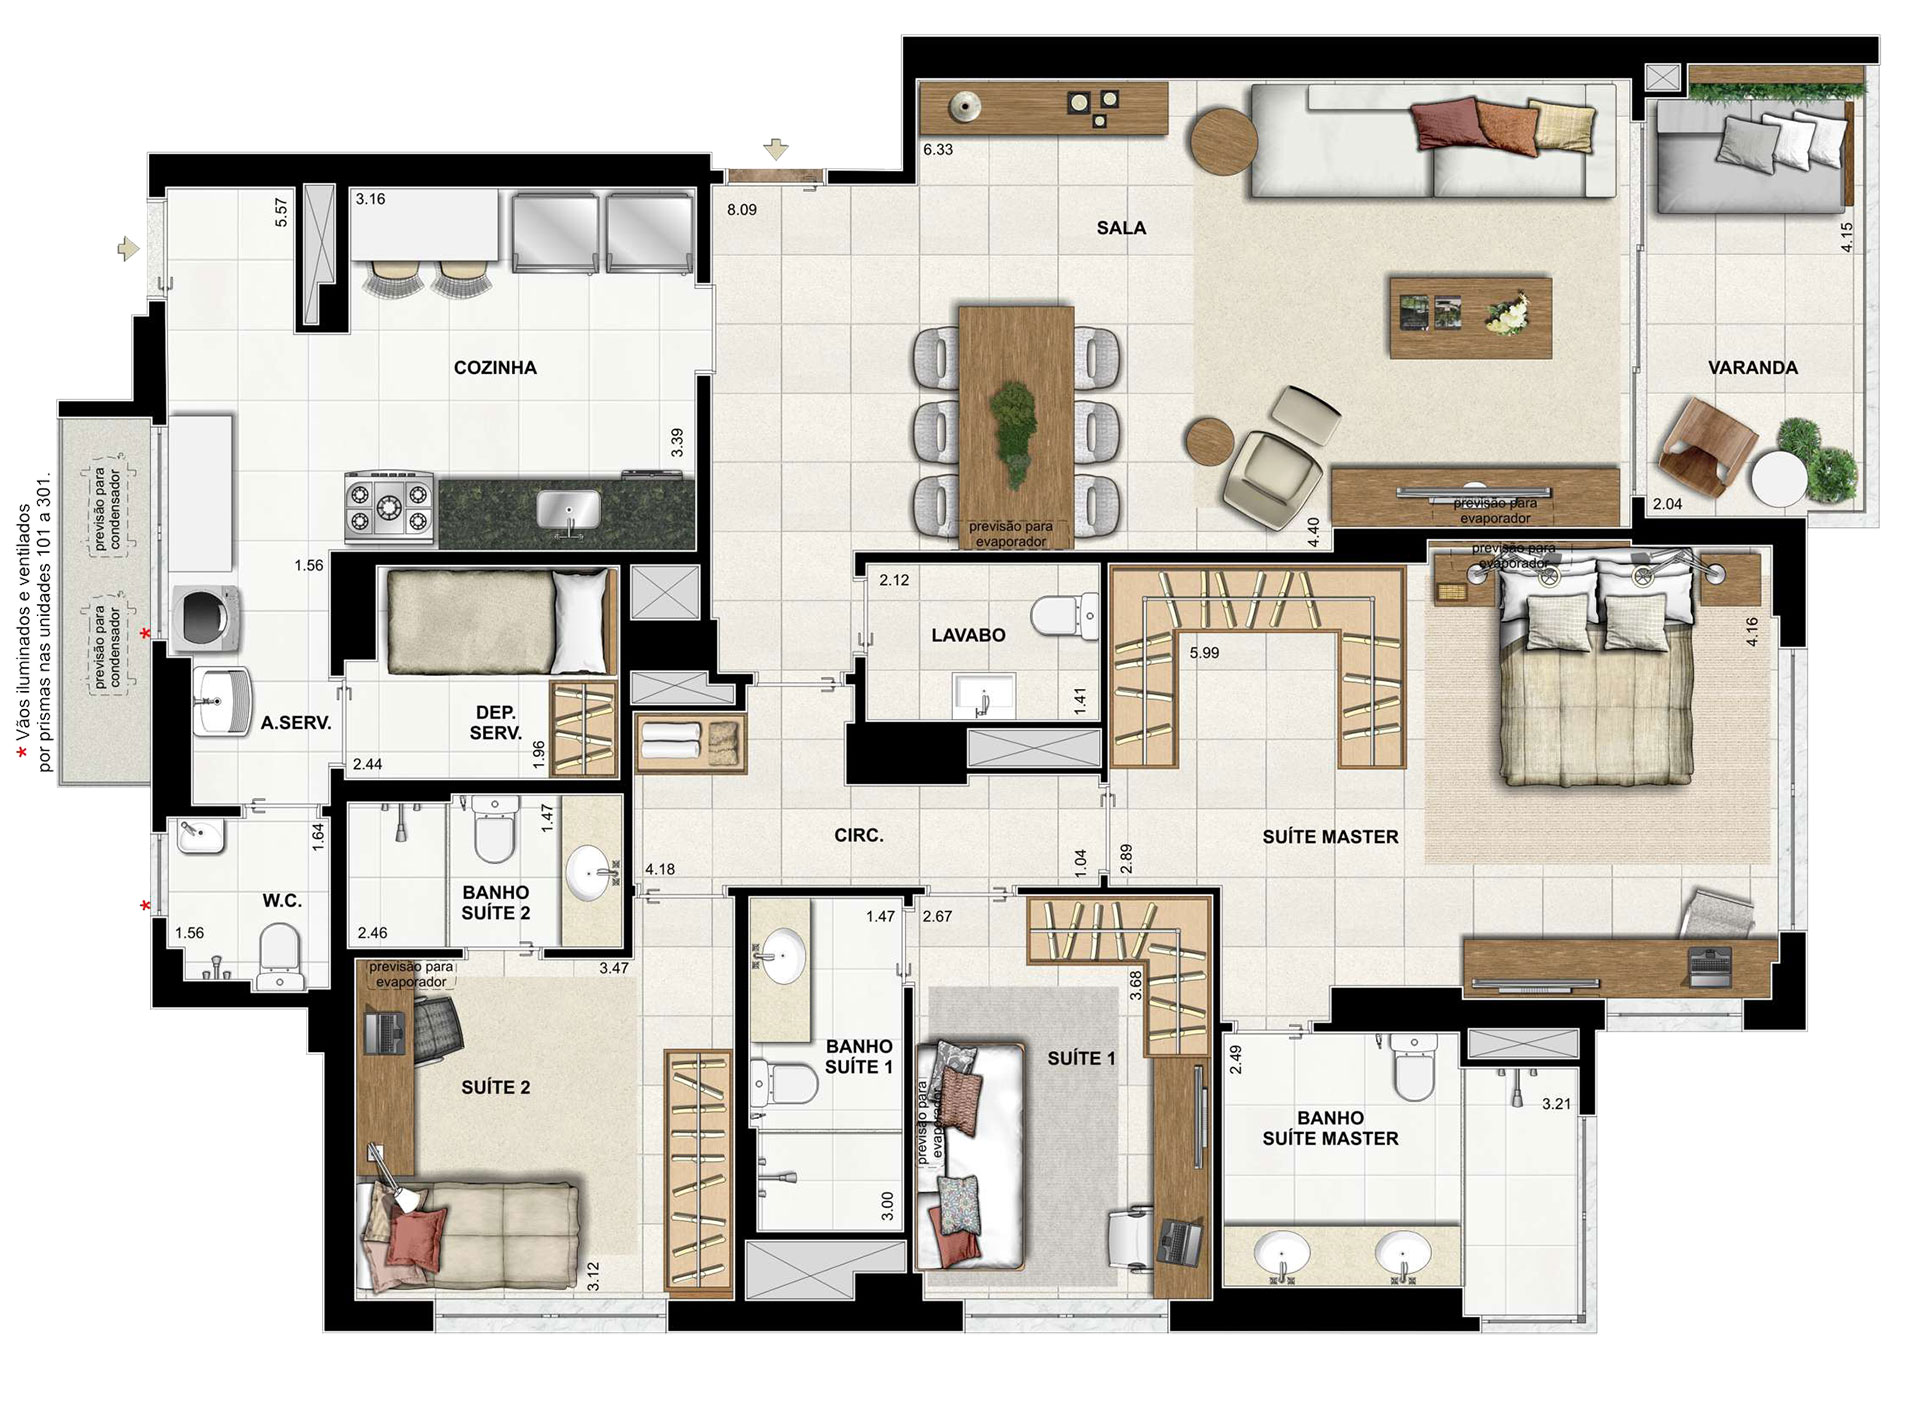 6.33
8.09
SALA
4.15
VARANDA
2.04
4.40
previsão para
evaporador
previsão para
evaporador
5.57
3.16
COZINHA
3.39
1.56
previsão para
condensador
previsão para
condensador
* Vãos iluminados e ventilados
por prismas nas unidades 101 a 301.
*
*
A.SERV.
DEP.
SERV.
2.44
1.96
2.12
LAVABO
1.41
previsão para
evaporador
5.99
4.16
SUÍTE MASTER
2.89
CIRC.
4.18
1.04
1.64
W.C.
1.56
1.47
BANHO
SUÍTE 2
2.46
previsão para
evaporador
3.47
SUÍTE 2
3.12
1.47
BANHO
SUÍTE 1
3.00
2.67
3.68
SUÍTE 1
previsão para
evaporador
2.49
BANHO
SUÍTE MASTER
3.21